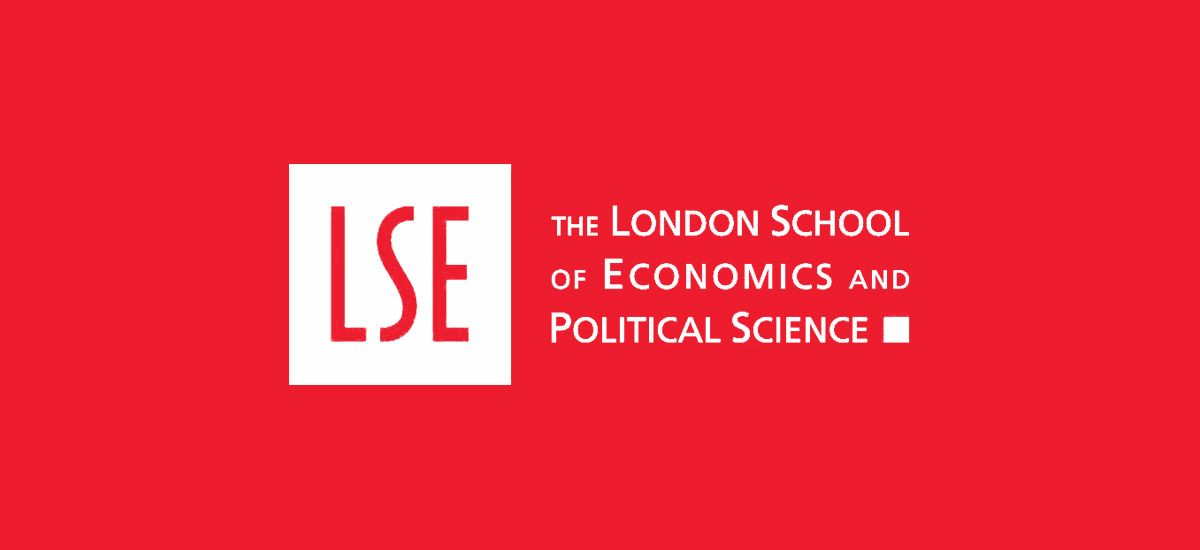 LSE
THE LONDON SCHOOL
OF ECONOMICS AND
POLITICAL SCIENCE